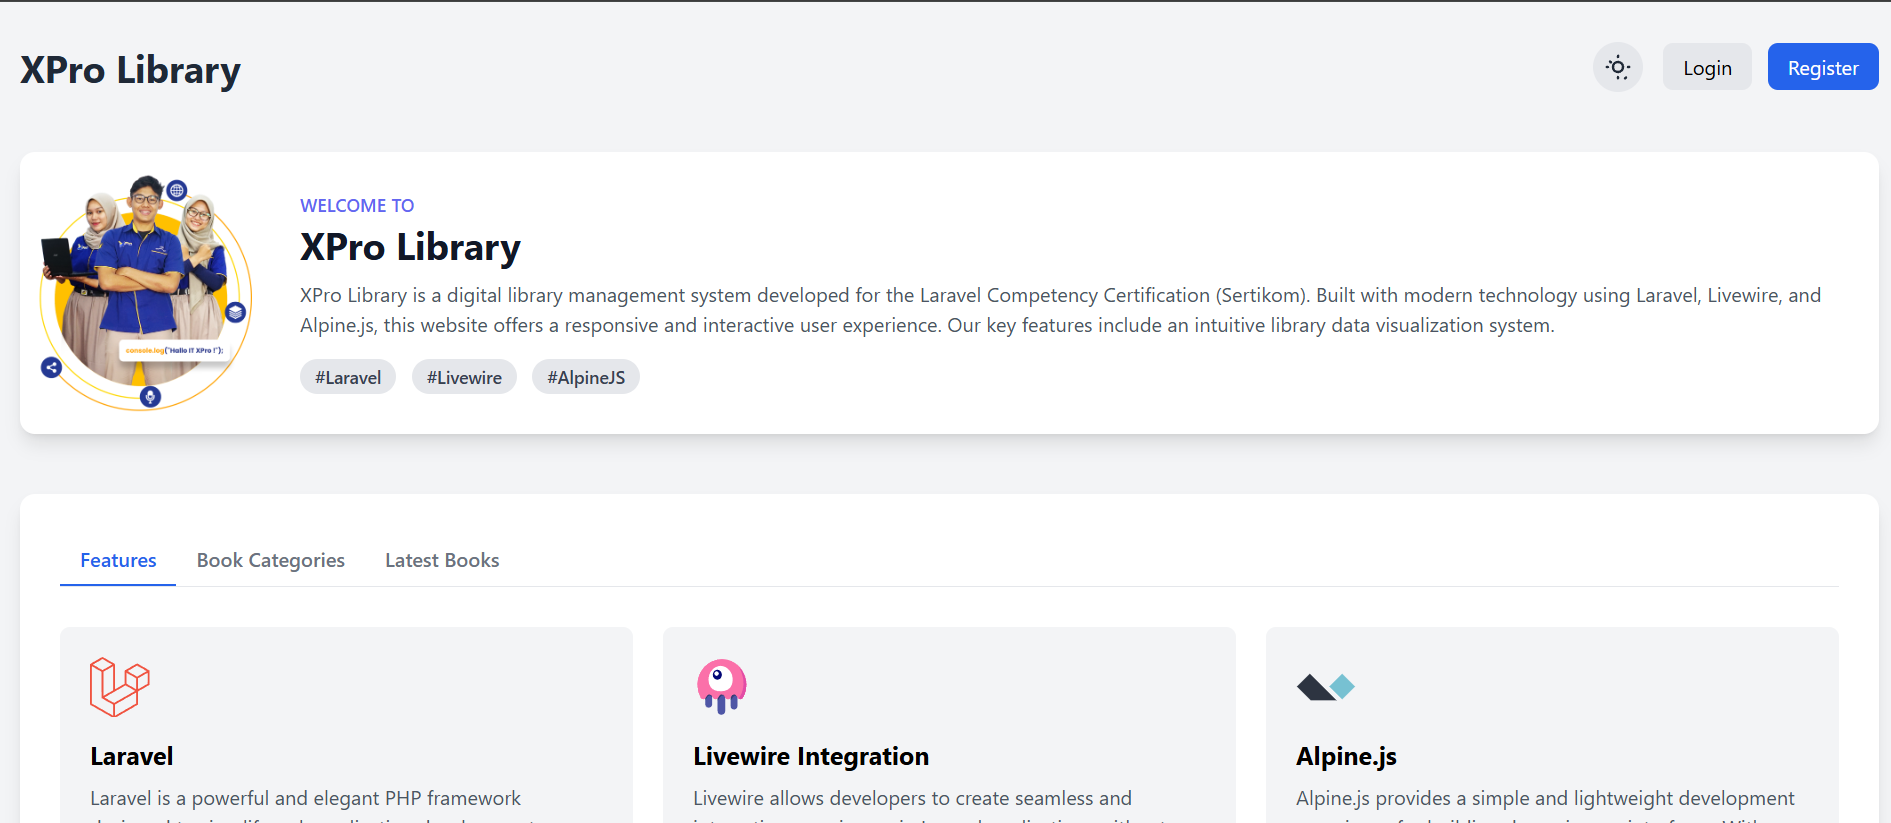 XPro Library
Login
Register
WELCOME TO
XPro Library
XPro Library is a digital library management system developed for the Laravel Competency Certification (Sertikom). Built with modern technology using Laravel, Livewire, and
Alpine.js, this website offers a responsive and interactive user experience. Our key features include an intuitive library data visualization system.
console.log("Hallo IT XPro !");
#Laravel
#Livewire
#AlpineJS
Features
Book Categories
Latest Books
Laravel
Laravel is a powerful and elegant PHP framework
Livewire Integration
Livewire allows developers to create seamless and
Alpine.js
Alpine.js provides a simple and lightweight development